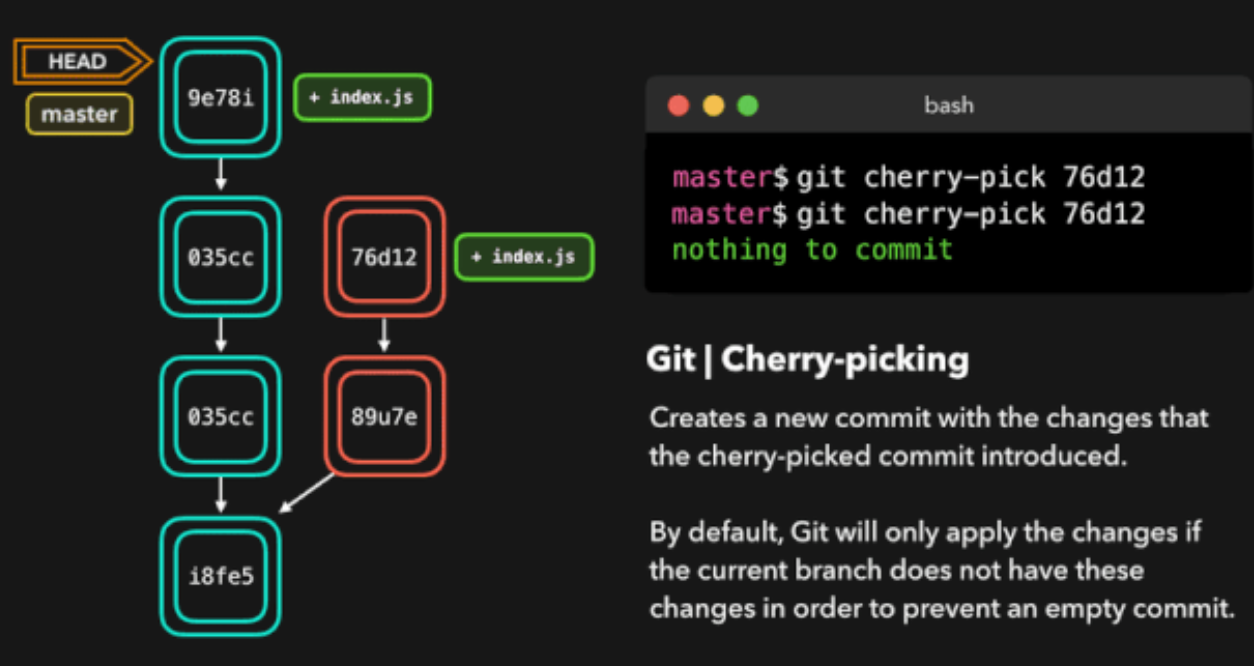 HEAD
master
9e78i
+ index.js
035cc
76d12
+ index.js
035cc
89u7e
i8fe5
bash
master$ git cherry-pick 76d12
master$ git cherry-pick 76d12
nothing to commit
Git | Cherry-picking
Creates a new commit with the changes that
the cherry-picked commit introduced.
By default, Git will only apply the changes if
the current branch does not have these
changes in order to prevent an empty commit.